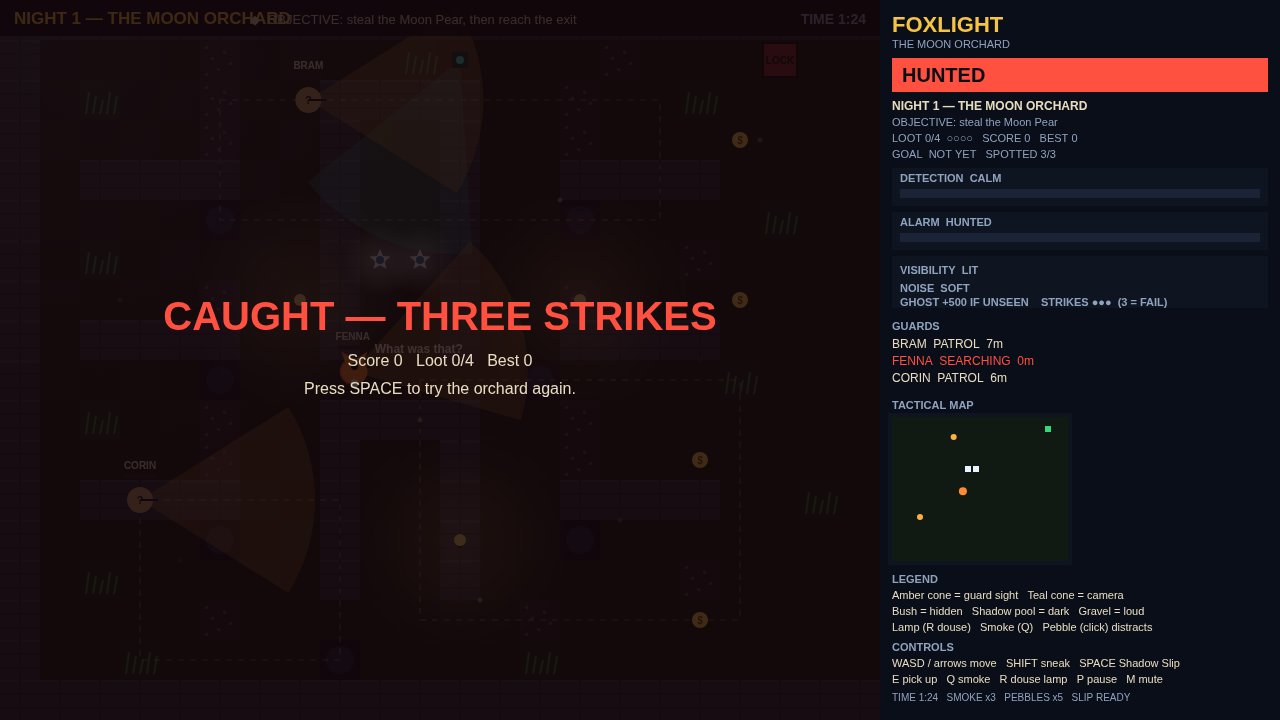 NIGHT 1 — THE MOON ORCHARD
OBJECTIVE: steal the Moon Pear, then reach the exit
TIME 1:24
BRAM
?
LOCK
$
$
FENNA
What was that?
CAUGHT — THREE STRIKES
Score 0 Loot 0/4 Best 0
Press SPACE to try the orchard again.
CORIN
?
$
$
FOXLIGHT
THE MOON ORCHARD
HUNTED
NIGHT 1 — THE MOON ORCHARD
OBJECTIVE: steal the Moon Pear
LOOT 0/4 ○○○○ SCORE 0 BEST 0
GOAL NOT YET SPOTTED 3/3
DETECTION CALM
ALARM HUNTED
VISIBILITY LIT
NOISE SOFT
GHOST +500 IF UNSEEN STRIKES ●●● (3 = FAIL)
GUARDS
BRAM PATROL 7m
FENNA SEARCHING 0m
CORIN PATROL 6m
TACTICAL MAP
LEGEND
Amber cone = guard sight Teal cone = camera
Bush = hidden Shadow pool = dark Gravel = loud
Lamp (R douse) Smoke (Q) Pebble (click) distracts
CONTROLS
WASD / arrows move SHIFT sneak SPACE Shadow Slip
E pick up Q smoke R douse lamp P pause M mute
TIME 1:24 SMOKE x3 PEBBLES x5 SLIP READY